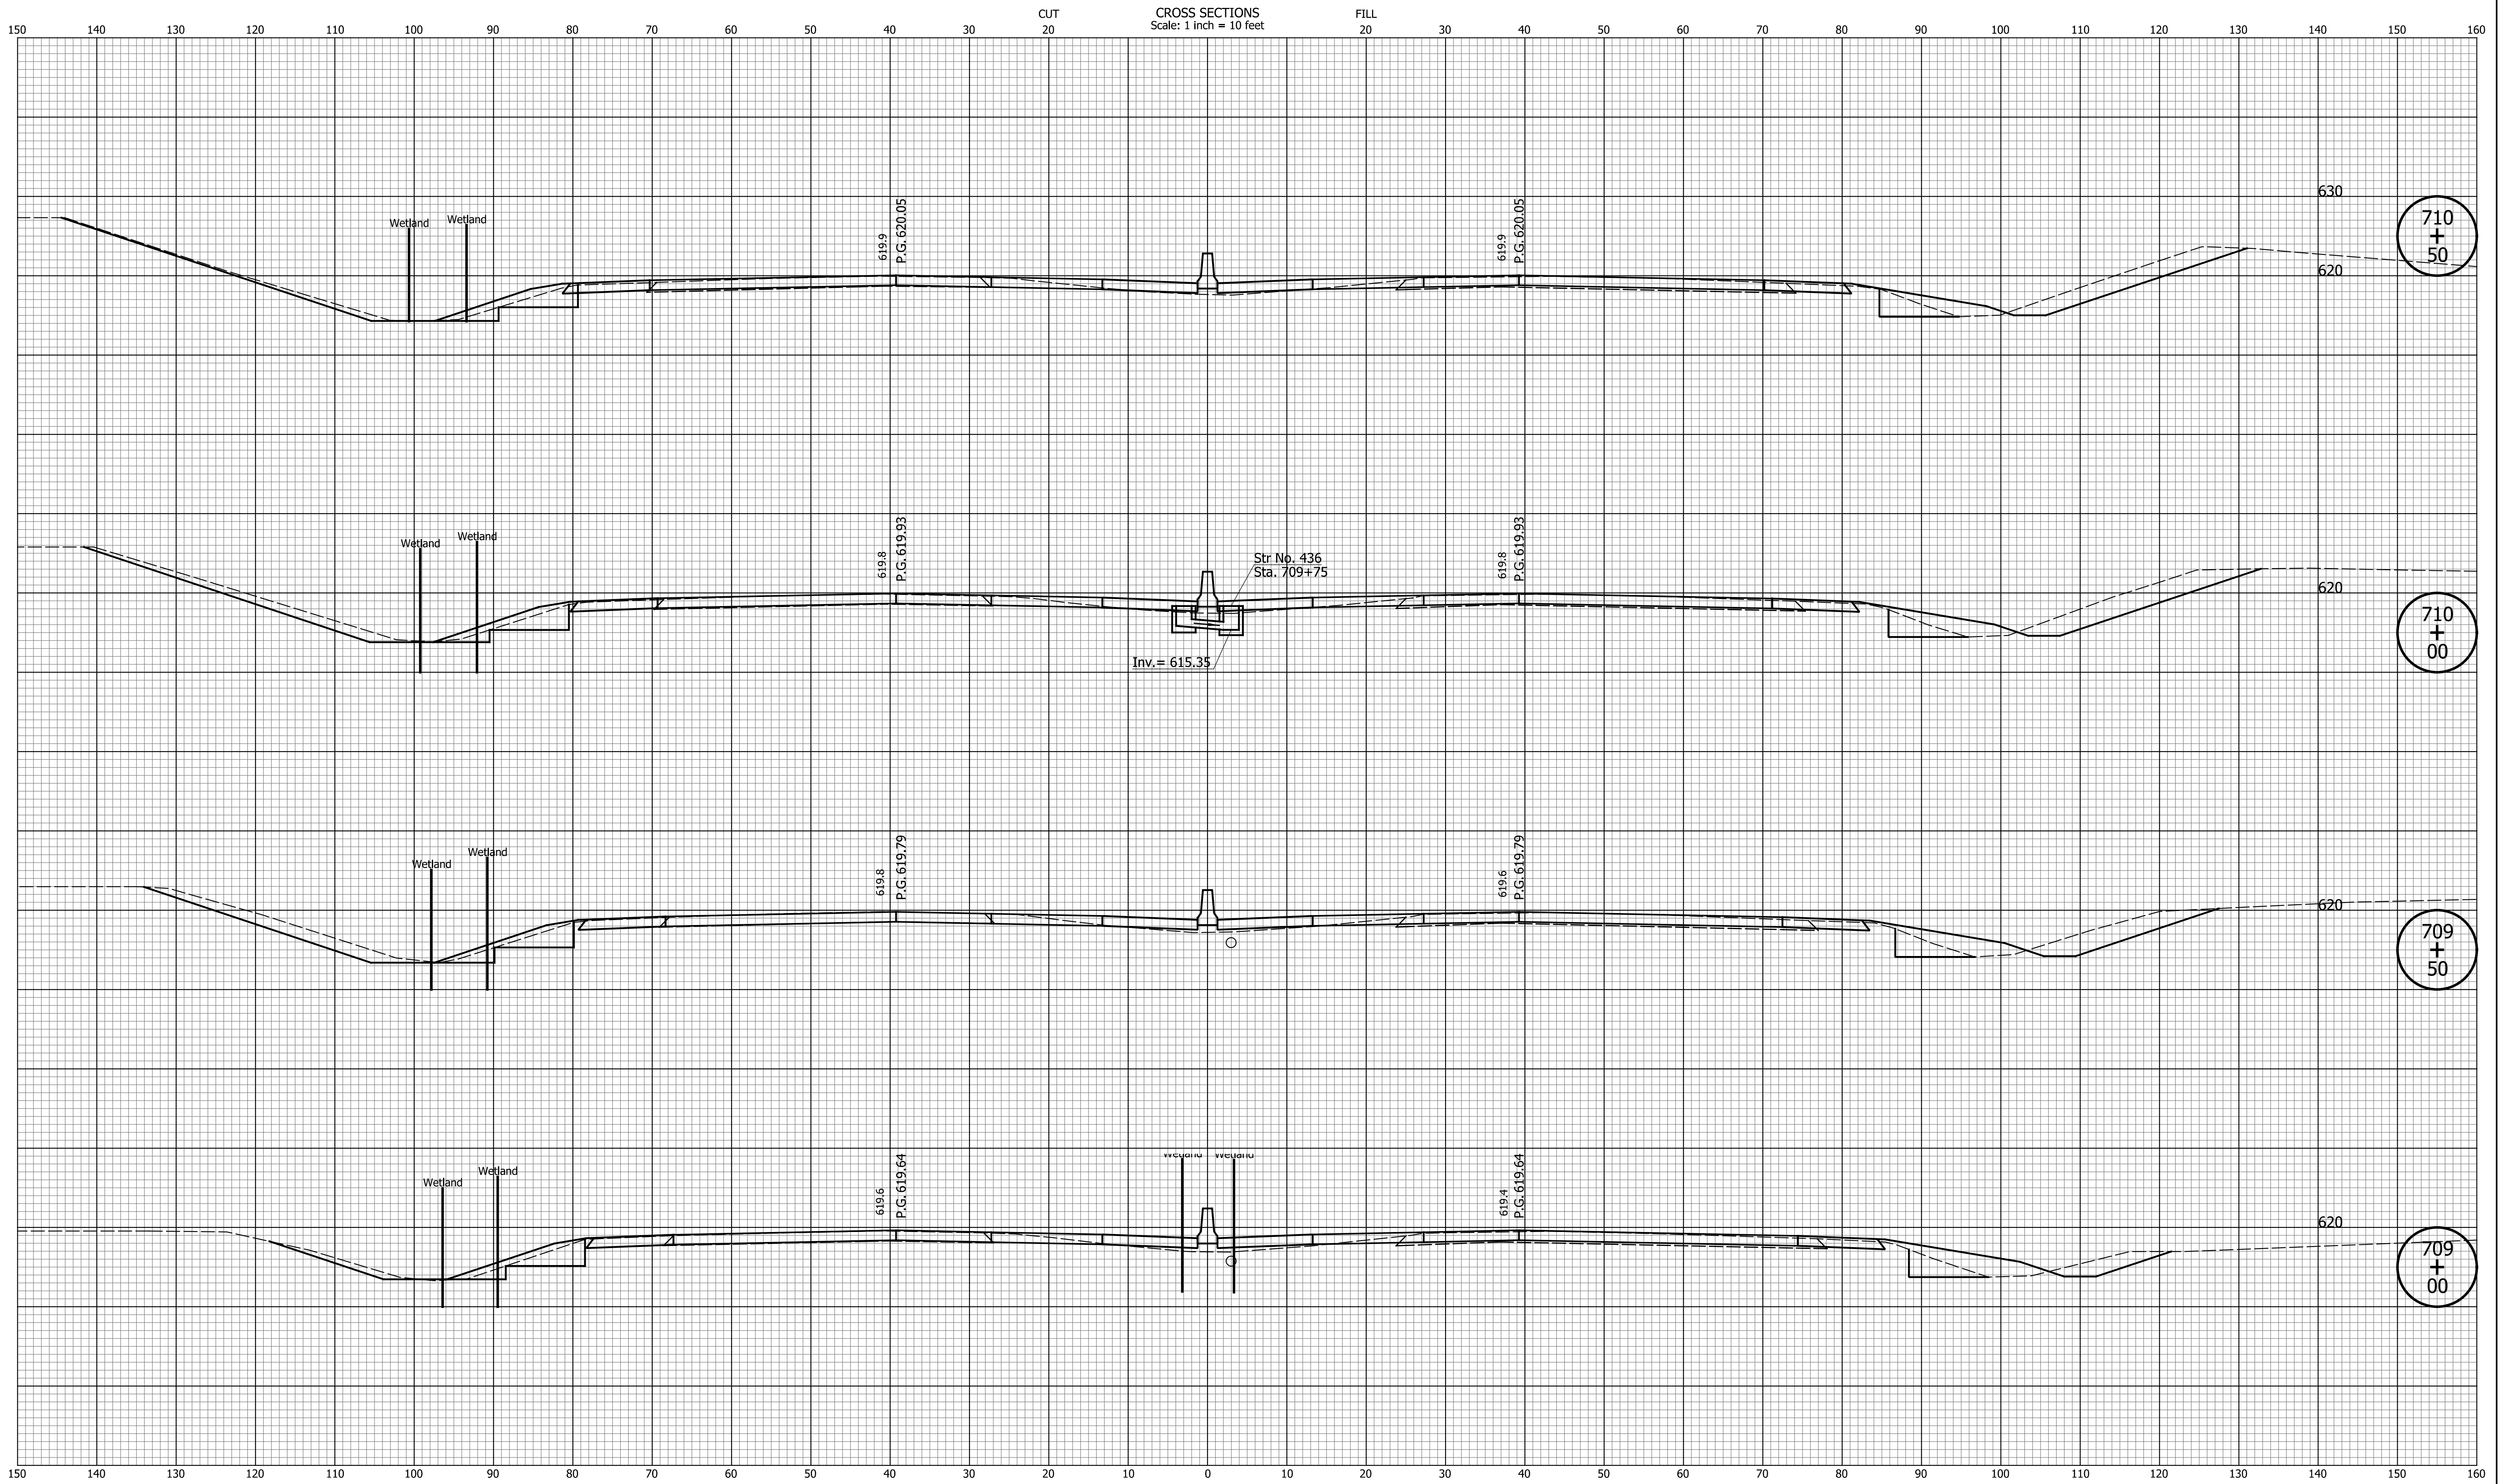 CUT CROSS SECTIONS FILL
Scale: 1 inch = 10 feet
150 140 130 120 110 100 90 80 70 60 50 40 30 20 20 30 40 50 60 70 80 90 100 110 120 130 140 150 160
630
Wetland Wetland 619.9 P.G. 620.05 619.9 P.G. 620.05
710
+
50
620
Wetland Wetland 619.8 P.G. 619.93 619.8 P.G. 619.93
Str No. 436
Sta. 709+75
620
710
+
00
Inv.= 615.35
Wetland Wetland 619.8 P.G. 619.79 619.6 P.G. 619.79
620
709
+
50
Wetland Wetland 619.6 P.G. 619.64 Wetland Wetland 619.4 P.G. 619.64
620
709
+
00
150 140 130 120 110 100 90 80 70 60 50 40 30 20 10 0 10 20 30 40 50 60 70 80 90 100 110 120 130 140 150 160